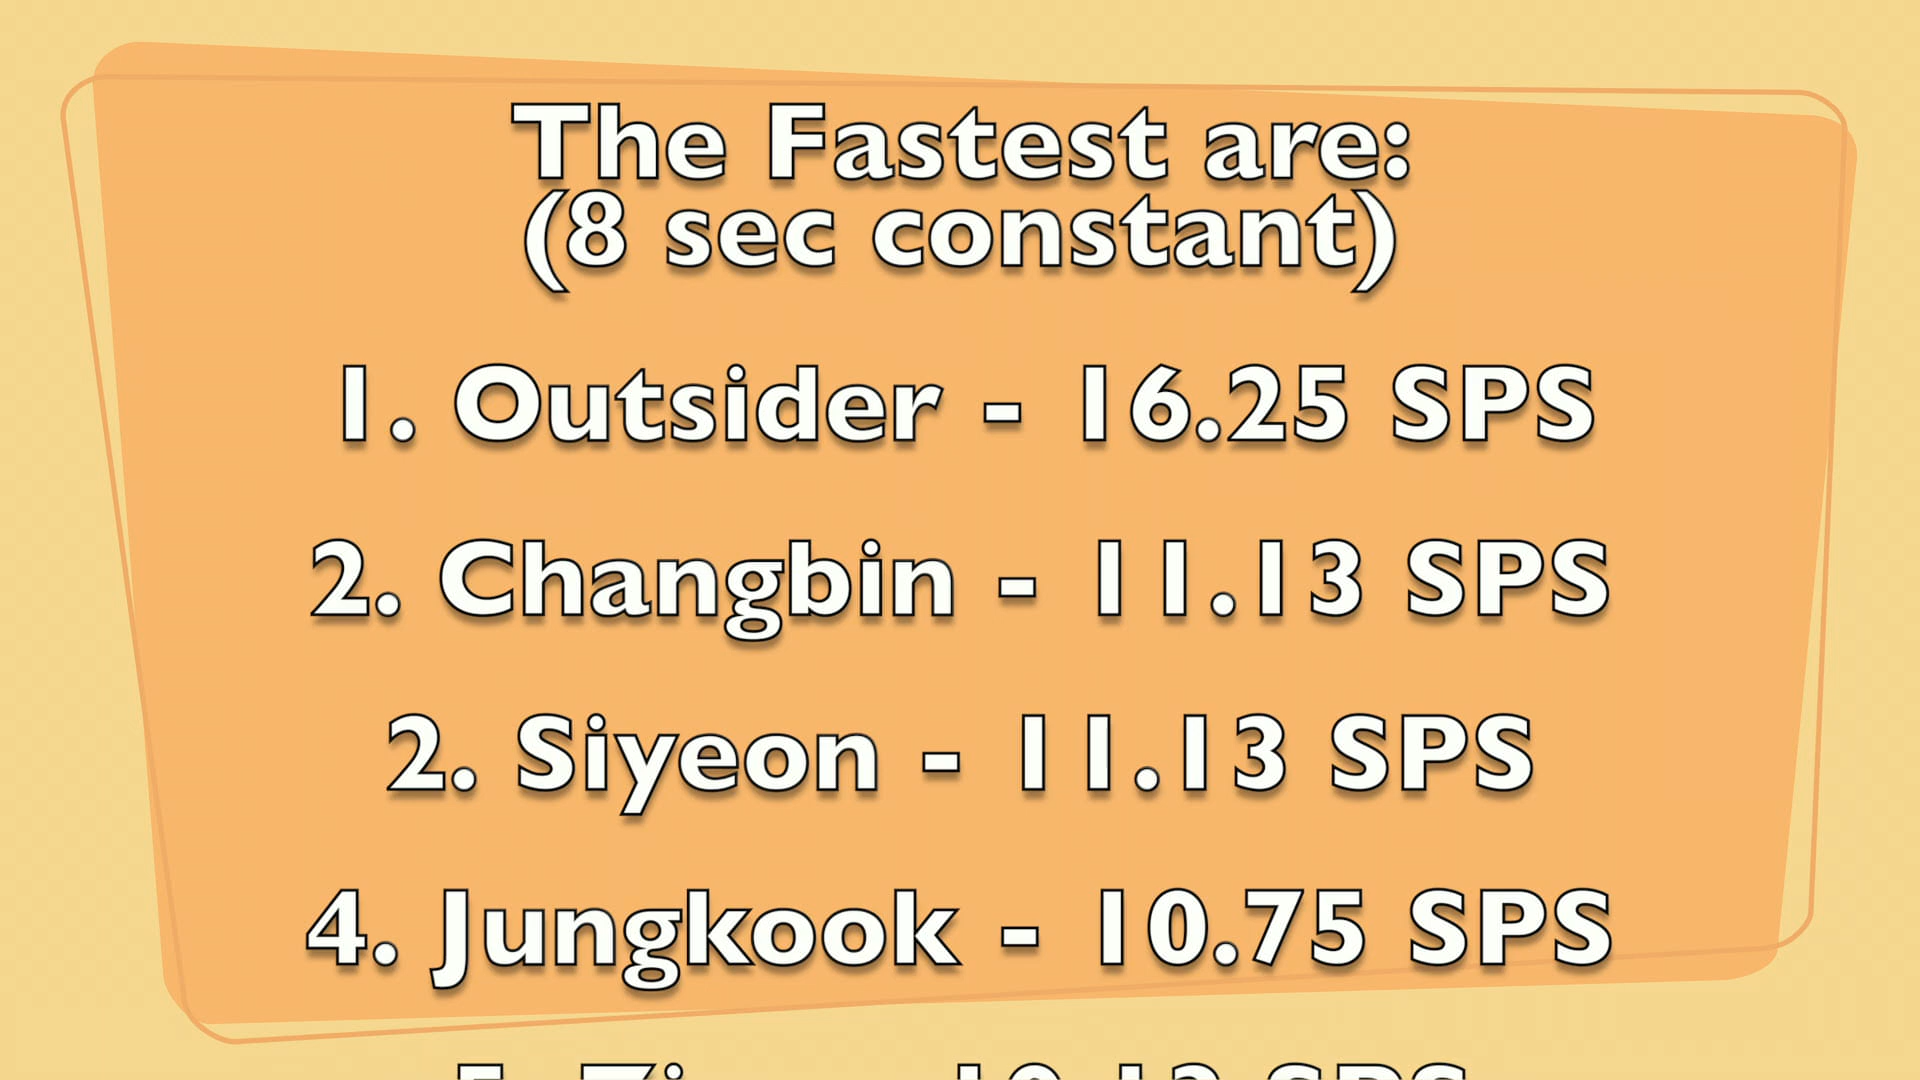 The Fastest are:
(8 sec constant)
1. Outsider - 16.25 SPS
2. Changbin - 11.13 SPS
2. Siyeon - 11.13 SPS
4. Jungkook - 10.75 SPS